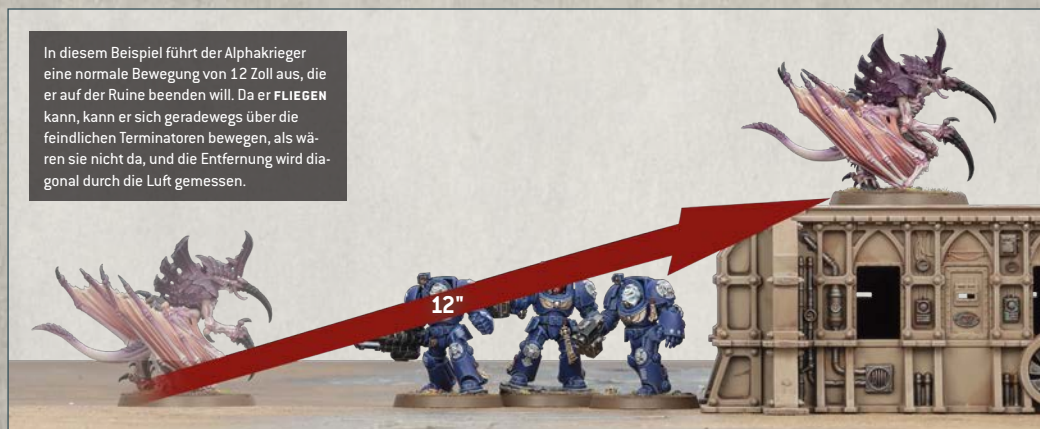 In diesem Beispiel führt der Alphakrieger
eine normale Bewegung von 12 Zoll aus, die
er auf der Ruine beenden will. Da er FLIEGEN
kann, kann er sich geradewegs über die
feindlichen Terminatoren bewegen, als wä-
ren sie nicht da, und die Entfernung wird dia-
gonal durch die Luft gemessen.
12"